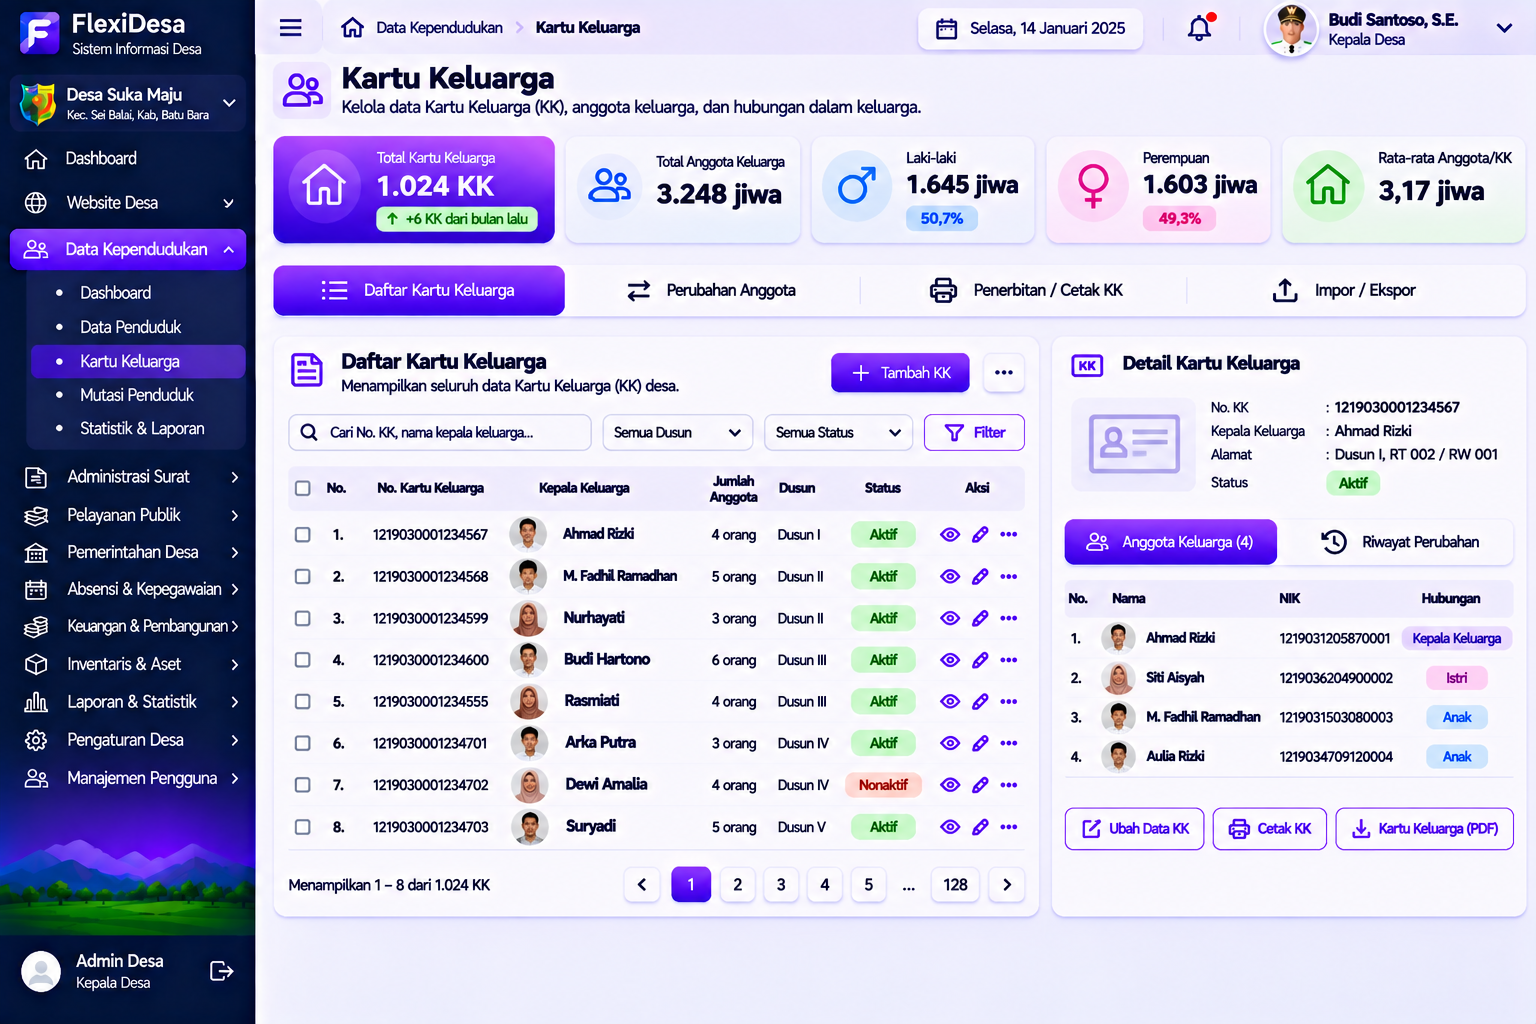 FlexiDesa
Sistem Informasi Desa
Desa Suka Maju
Kec. Sei Balai, Kab, Batu Bara
Dashboard
Website Desa
Data Kependudukan
Dashboard
Data Penduduk
Kartu Keluarga
Mutasi Penduduk
Statistik & Laporan
Administrasi Surat
Pelayanan Publik
Pemerintahan Desa
Absensi & Kepegawaian
Keuangan & Pembangunan
Inventaris & Aset
Laporan & Statistik
Pengaturan Desa
Manajemen Pengguna
Admin Desa
Kepala Desa
Data Kependudukan > Kartu Keluarga
Selasa, 14 Januari 2025
Budi Santoso, S.E.
Kepala Desa
Kartu Keluarga
Kelola data Kartu Keluarga (KK), anggota keluarga, dan hubungan dalam keluarga.
Total Kartu Keluarga
1.024 KK
↑ +6 KK dari bulan lalu
Total Anggota Keluarga
3.248 jiwa
Laki-laki
1.645 jiwa
50,7%
Perempuan
1.603 jiwa
49,3%
Rata-rata Anggota/KK
3,17 jiwa
Daftar Kartu Keluarga
Perubahan Anggota
Penerbitan / Cetak KK
Impor / Ekspor
Daftar Kartu Keluarga
Menampilkan seluruh data Kartu Keluarga (KK) desa.
+ Tambah KK
Cari No. KK, nama kepala keluarga...
Semua Dusun
Semua Status
Filter
No. No. Kartu Keluarga Kepala Keluarga Jumlah Anggota Dusun Status Aksi
1. 1219030001234567 Ahmad Rizki 4 orang Dusun I Aktif
2. 1219030001234568 M. Fadhil Ramadhan 5 orang Dusun II Aktif
3. 1219030001234599 Nurhayati 3 orang Dusun II Aktif
4. 1219030001234600 Budi Hartono 6 orang Dusun III Aktif
5. 1219030001234555 Rasmiati 4 orang Dusun III Aktif
6. 1219030001234701 Arka Putra 3 orang Dusun IV Aktif
7. 1219030001234702 Dewi Amalia 4 orang Dusun IV Nonaktif
8. 1219030001234703 Suryadi 5 orang Dusun V Aktif
Menampilkan 1 – 8 dari 1.024 KK
1 2 3 4 5 ... 128
KK Detail Kartu Keluarga
No. KK : 1219030001234567
Kepala Keluarga : Ahmad Rizki
Alamat : Dusun I, RT 002 / RW 001
Status Aktif
Anggota Keluarga (4)
Riwayat Perubahan
No. Nama NIK Hubungan
1. Ahmad Rizki 1219031205870001 Kepala Keluarga
2. Siti Aisyah 1219036204900002 Istri
3. M. Fadhil Ramadhan 1219031503080003 Anak
4. Aulia Rizki 1219034709120004 Anak
Ubah Data KK
Cetak KK
Kartu Keluarga (PDF)